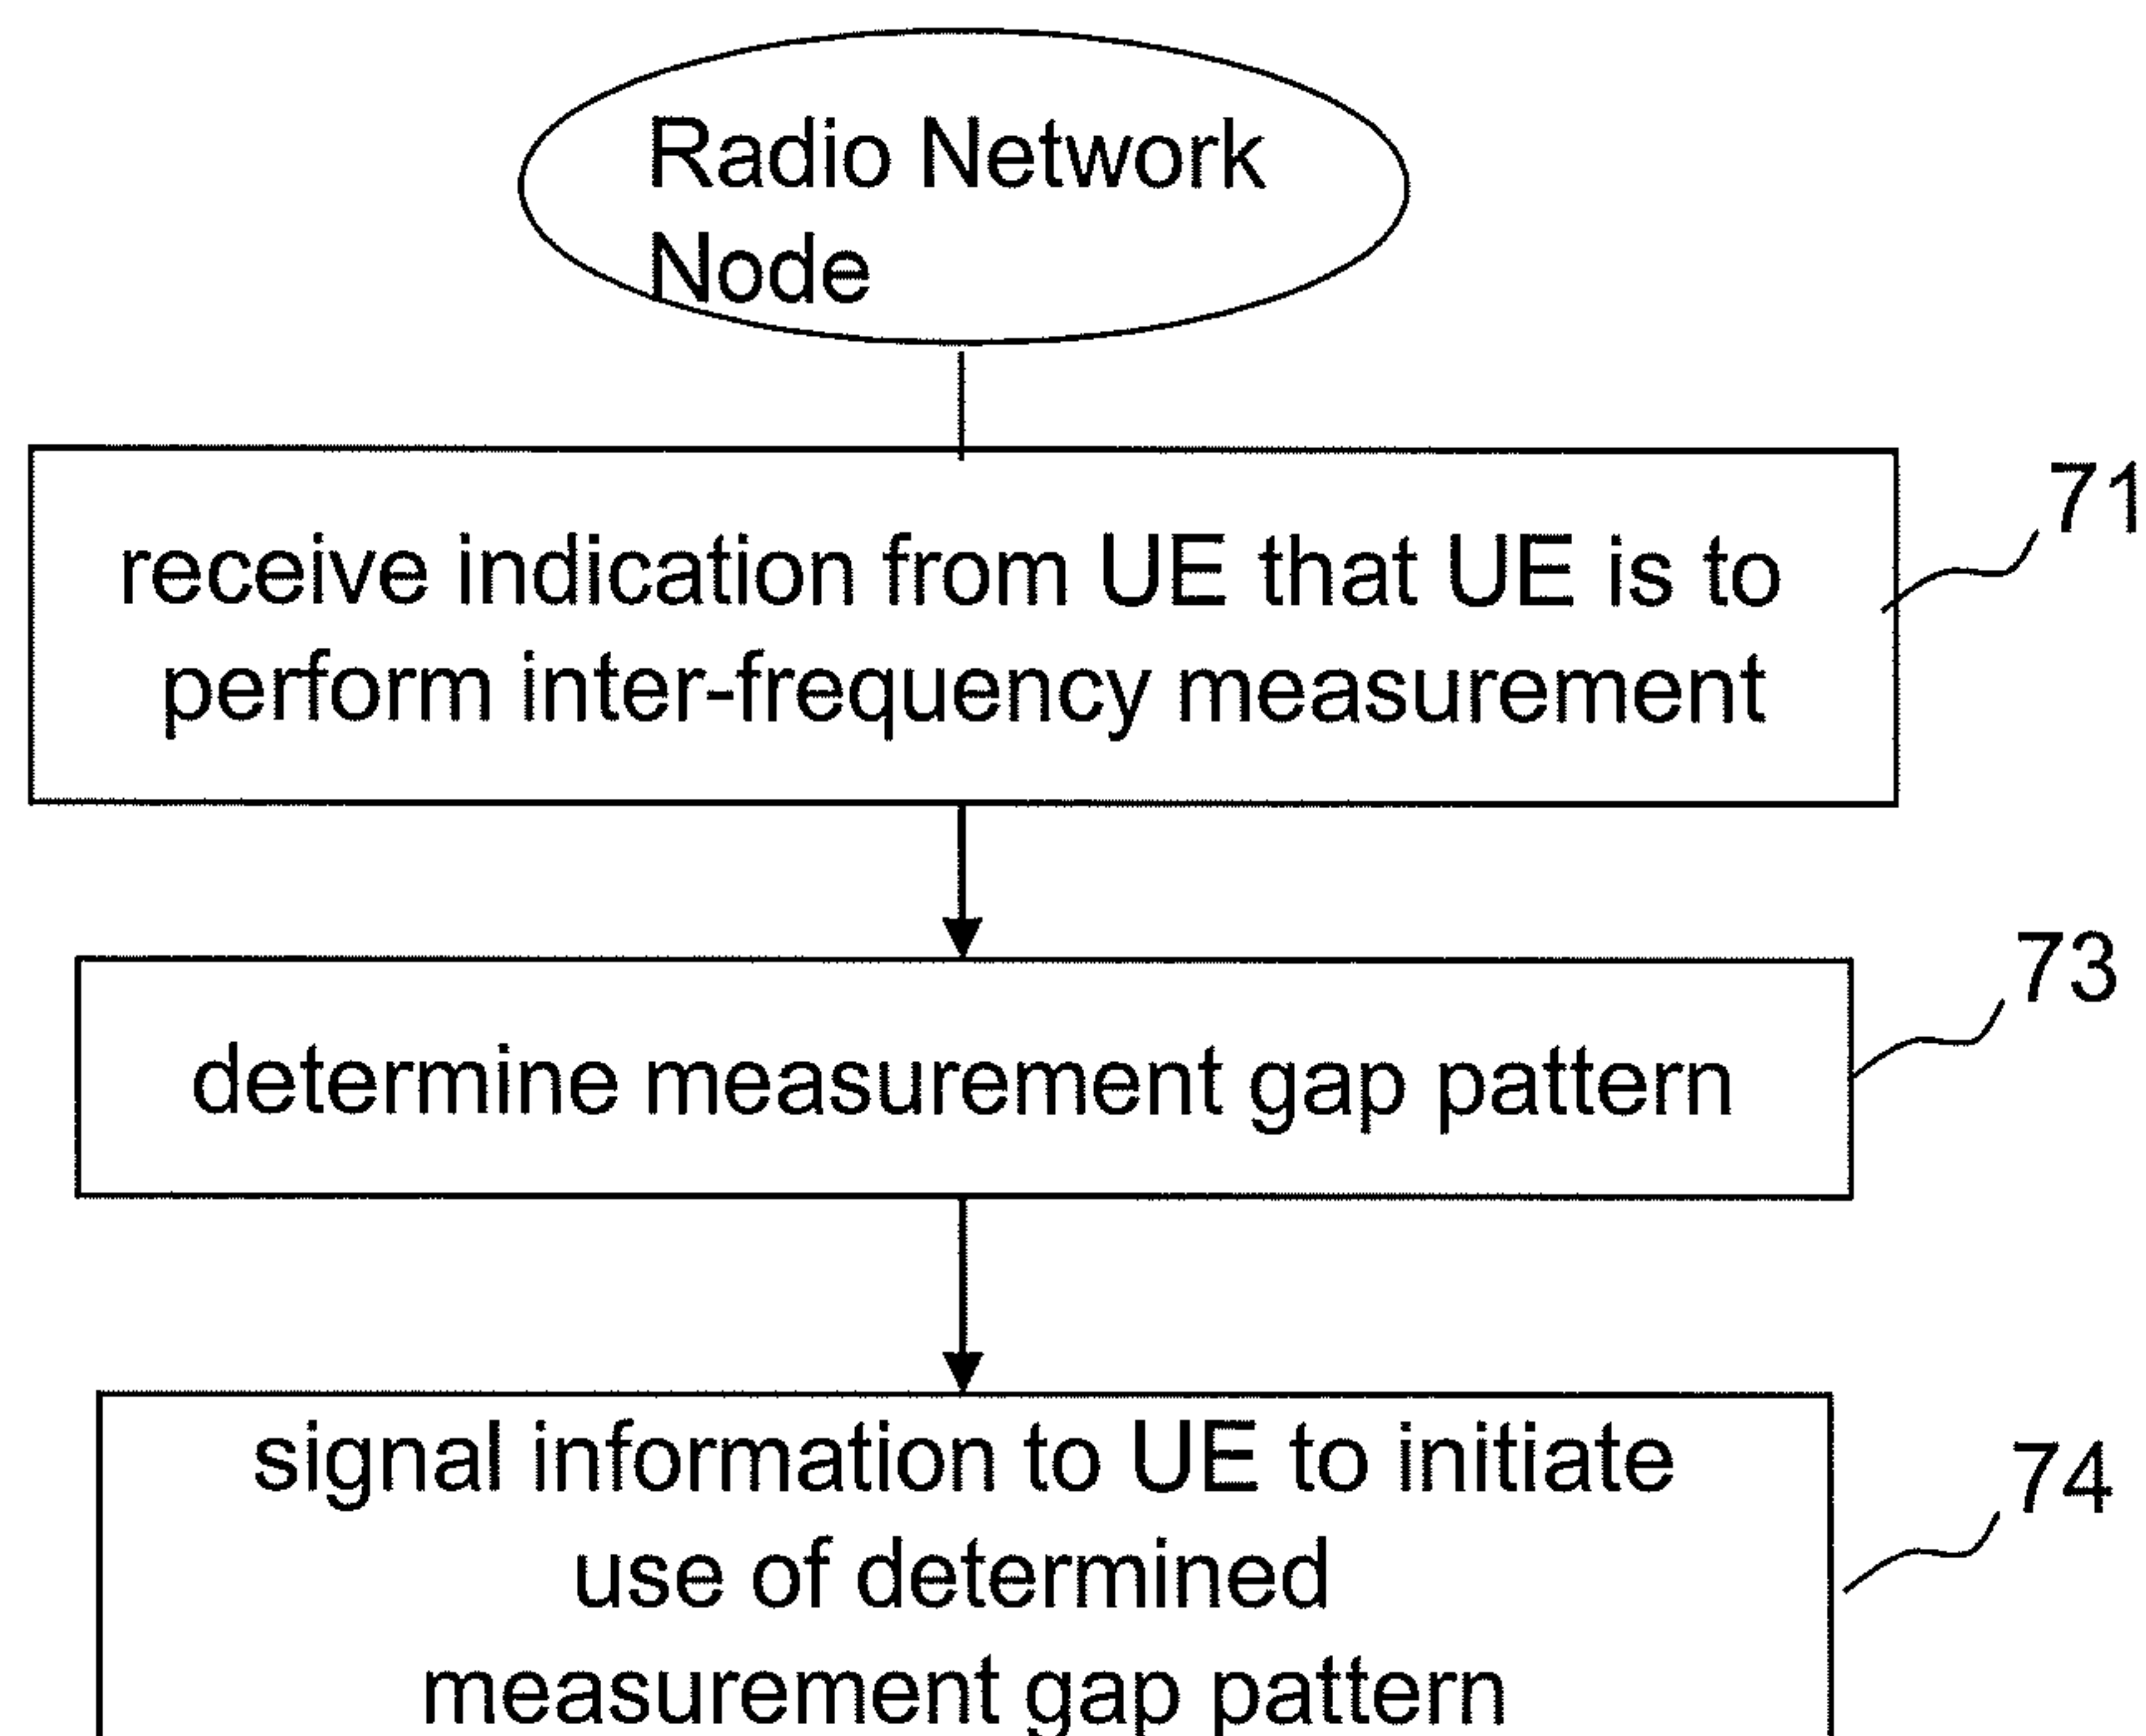 Radio Network
Node
71
receive indication from UE that UE is to
perform inter-frequency measurement
73
determine measurement gap pattern
74
signal information to UE to initiate
use of determined
measurement gap pattern